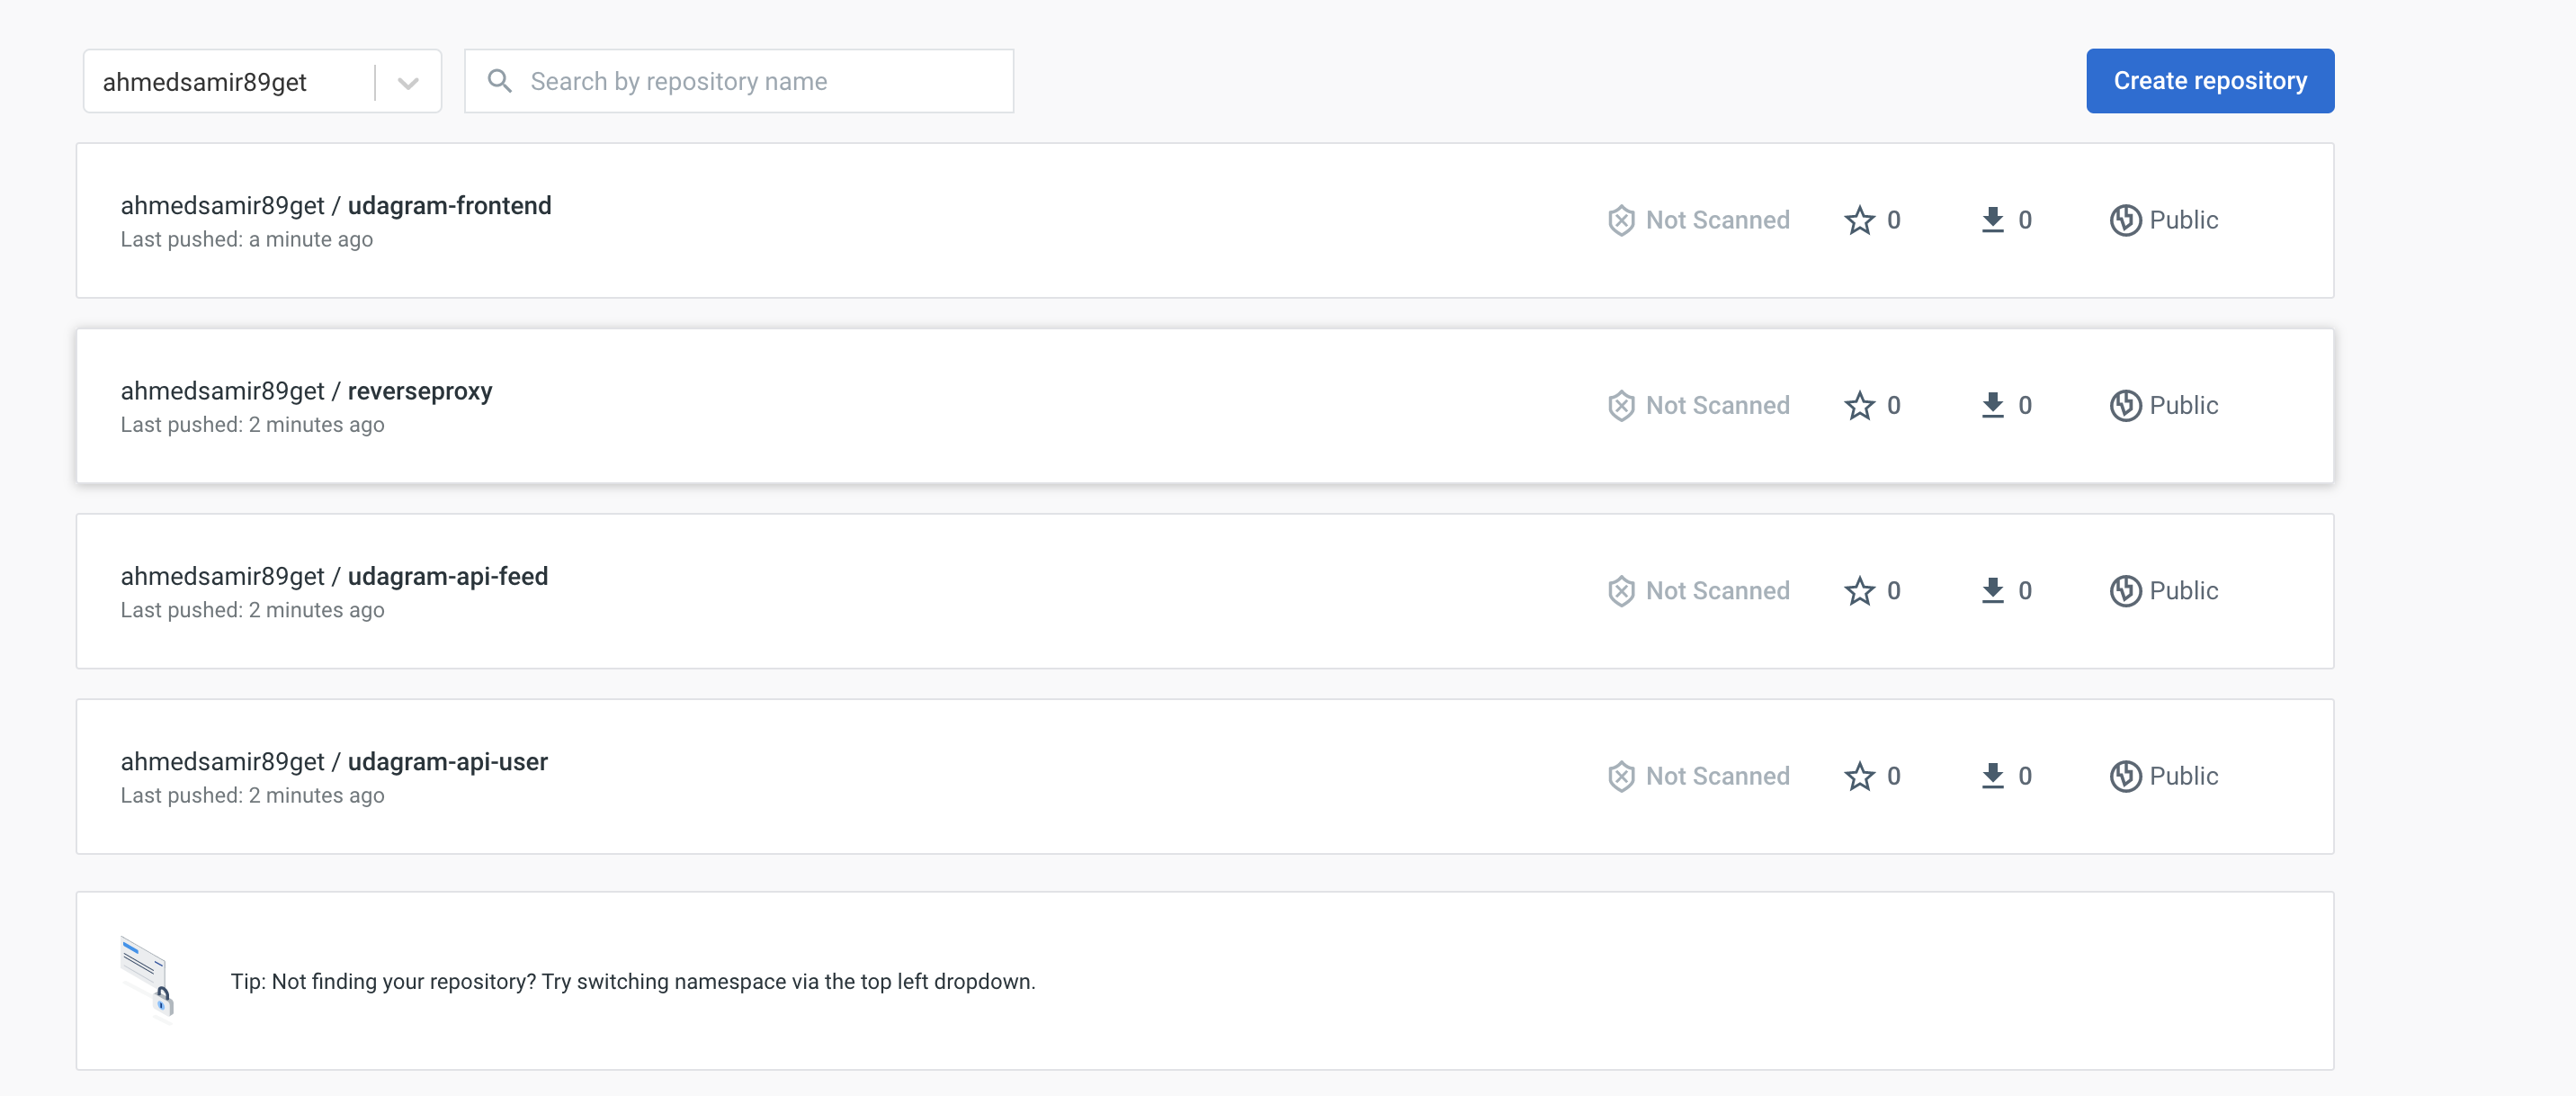 ahmedsamir89get
Search by repository name
Create repository
ahmedsamir89get / udagram-frontend
Last pushed: a minute ago
Not Scanned
0
0
Public
ahmedsamir89get / reverseproxy
Last pushed: 2 minutes ago
Not Scanned
0
0
Public
ahmedsamir89get / udagram-api-feed
Last pushed: 2 minutes ago
Not Scanned
0
0
Public
ahmedsamir89get / udagram-api-user
Last pushed: 2 minutes ago
Not Scanned
0
0
Public
Tip: Not finding your repository? Try switching namespace via the top left dropdown.